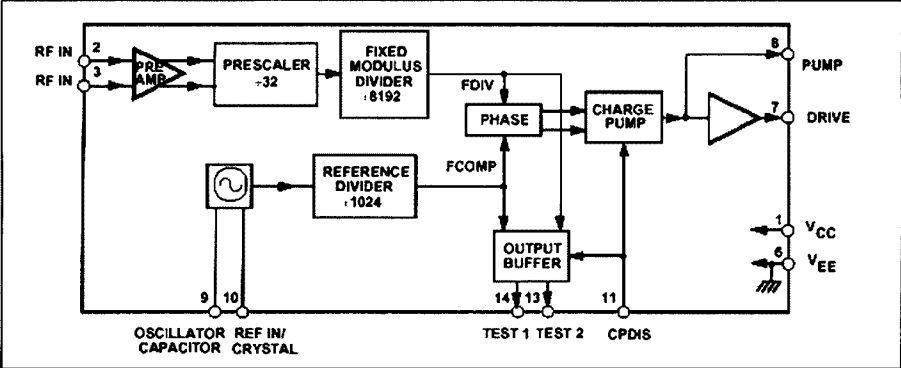 RF IN 2
RF IN 3
PRE
AMB
PRESCALER
÷32
FIXED
MODULUS
DIVIDER
÷8192
FDIV
PHASE
CHARGE
PUMP
8 PUMP
7 DRIVE
REFERENCE
DIVIDER
÷1024
FCOMP
OUTPUT
BUFFER
1 VCC
6 VEE
9 10 14 13 11
OSCILLATOR REF IN/ TEST 1 TEST 2 CPDIS
CAPACITOR CRYSTAL